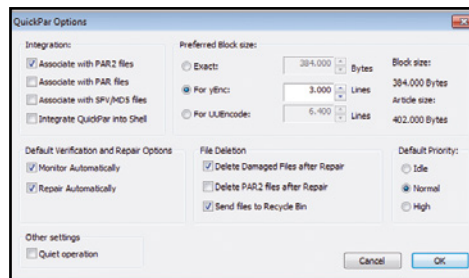 QuickPar Options
Integration:
Associate with PAR2 files
Associate with PAR files
Associate with SFV/MD5 files
Integrate QuickPar into Shell
Preferred Block size:
Exact: 384.000 Bytes
For yEnc: 3.000 Lines
For UUEncode: 6.400 Lines
Block size:
384.000 Bytes
Article size:
402.000 Bytes
Default Verification and Repair Options
Monitor Automatically
Repair Automatically
File Deletion
Delete Damaged Files after Repair
Delete PAR2 files after Repair
Send files to Recycle Bin
Default Priority:
Idle
Normal
High
Other settings
Quiet operation
Cancel
OK